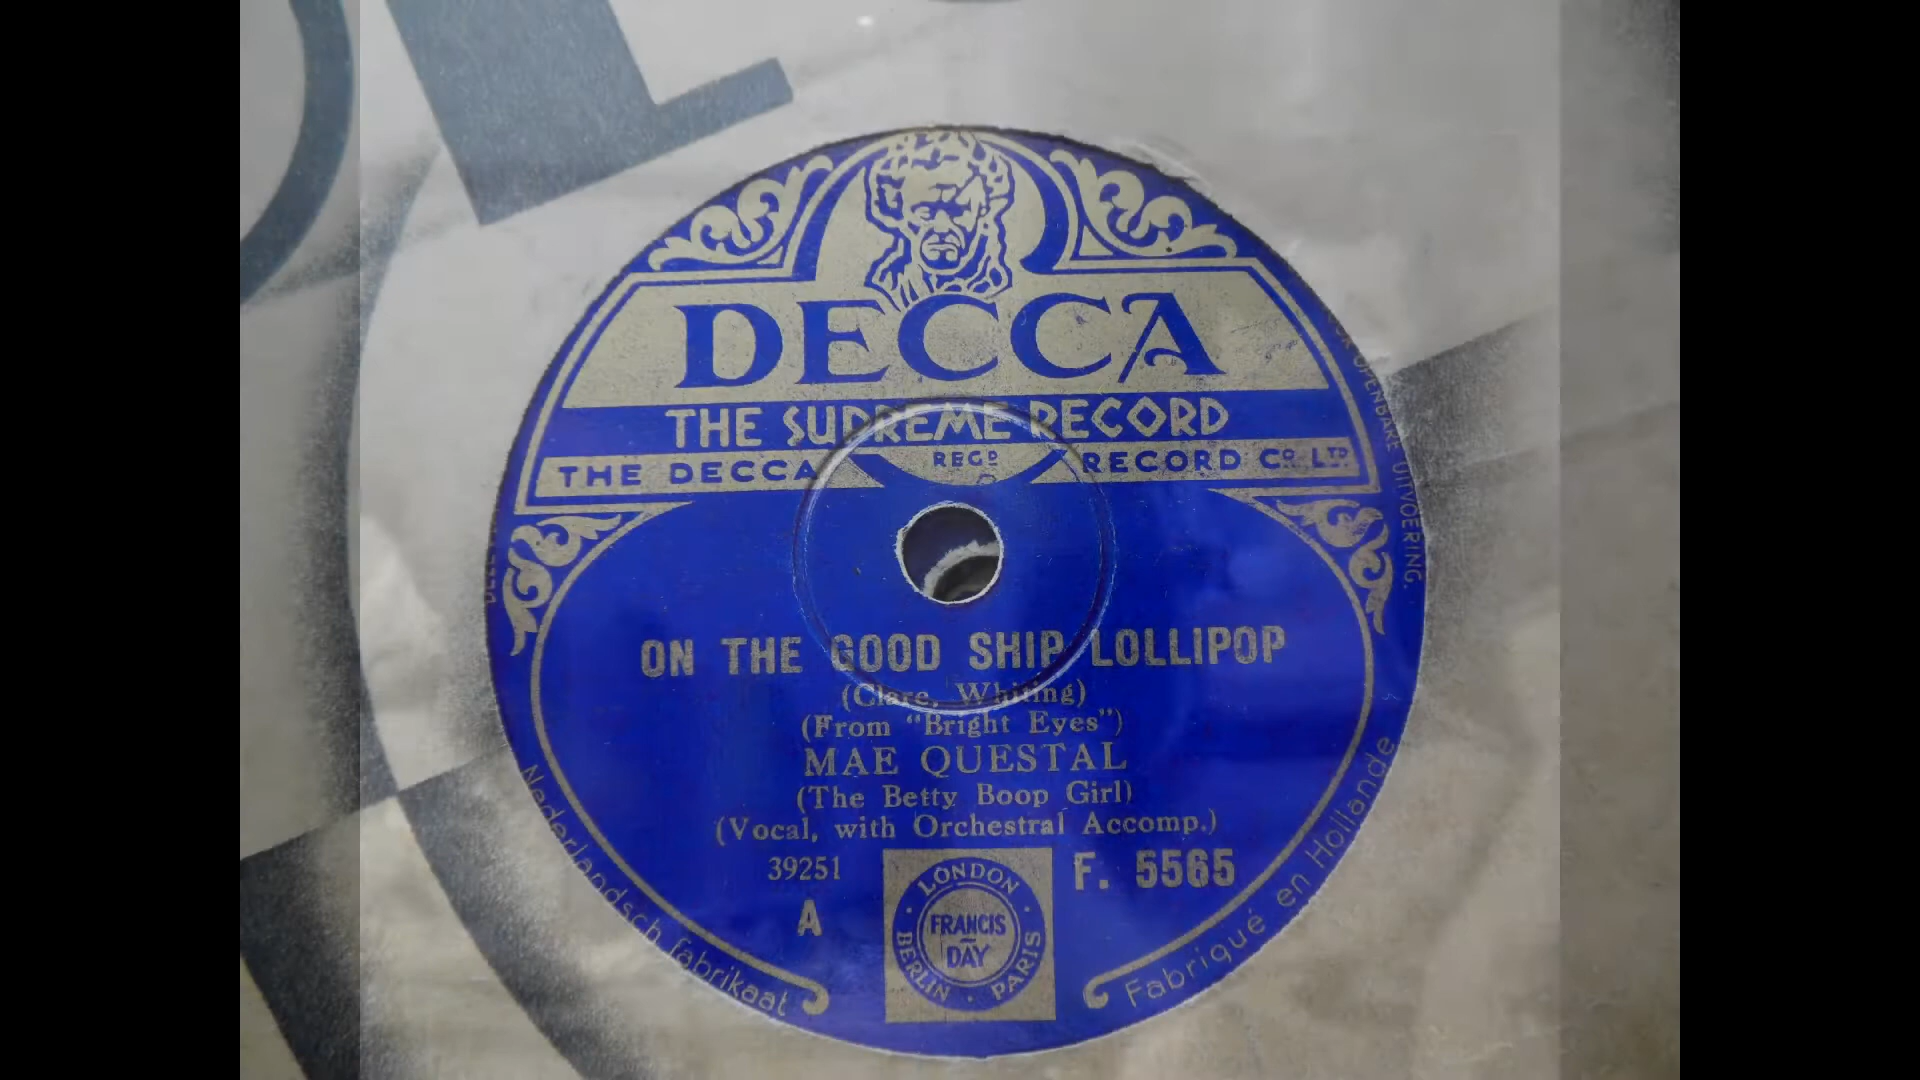 DECCA
THE SUPREME RECORD
THE DECCA REGD RECORD CO. LTD
OPENBARE UITVOERING.
ON THE GOOD SHIP LOLLIPOP
(Clare, Whiting)
(From "Bright Eyes")
MAE QUESTAL
(The Betty Boop Girl)
(Vocal, with Orchestral Accomp.)
39251
F. 5565
A
LONDON
FRANCIS
DAY
BERLIN · PARIS
Nederlandsch fabrikaat
Fabriqué en Hollande